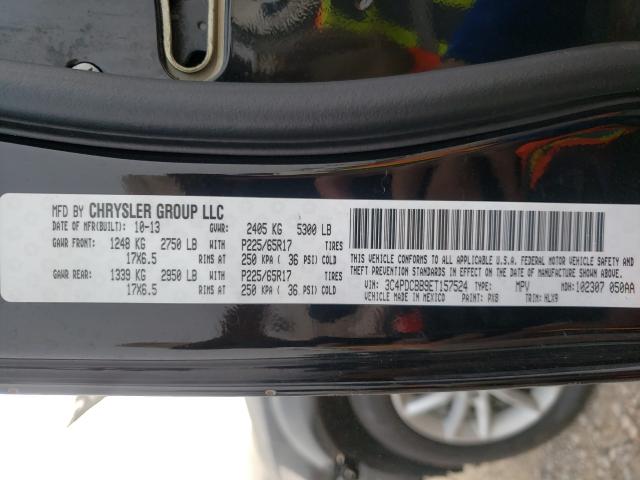 MFD BY CHRYSLER GROUP LLC
DATE OF MFR(BUILT): 10-13 GVWR: 2405 KG 5300 LB
GAWR FRONT: 1248 KG 2750 LB P225/65R17 TIRES
17X6.5 RIMS AT 250 KPA ( 36 PSI) COLD
GAWR REAR: 1339 KG 2950 LB P225/65R17 TIRES
17X6.5 RIMS AT 250 KPA ( 36 PSI) COLD
THIS VEHICLE CONFORMS TO ALL APPLICABLE U.S.A. FEDERAL MOTOR VEHICLE SAFETY AND
THEFT PREVENTION STANDARDS IN EFFECT ON THE DATE OF MANUFACTURE SHOWN ABOVE.
VIN: 3C4PDCBB9ET157524 TYPE: MPV MDH: 102307 050AA
VEHICLE MADE IN MEXICO PAINT: PX8 TRIM: HLX9